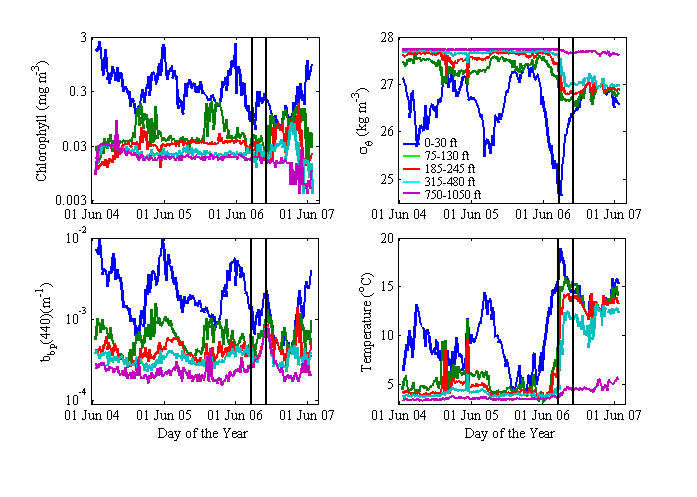 3
0.3
0.03
0.003
Chlorophyll (mg m-3)
01 Jun 04 01 Jun 05 01 Jun 06 01 Jun 07
28
27
26
25
σθ (kg m-3)
0-30 ft
75-130 ft
185-245 ft
315-480 ft
750-1050 ft
01 Jun 04 01 Jun 05 01 Jun 06 01 Jun 07
10-2
10-3
10-4
bbp(440)(m-1)
01 Jun 04 01 Jun 05 01 Jun 06 01 Jun 07
Day of the Year
20
15
10
5
Temperature (°C)
01 Jun 04 01 Jun 05 01 Jun 06 01 Jun 07
Day of the Year